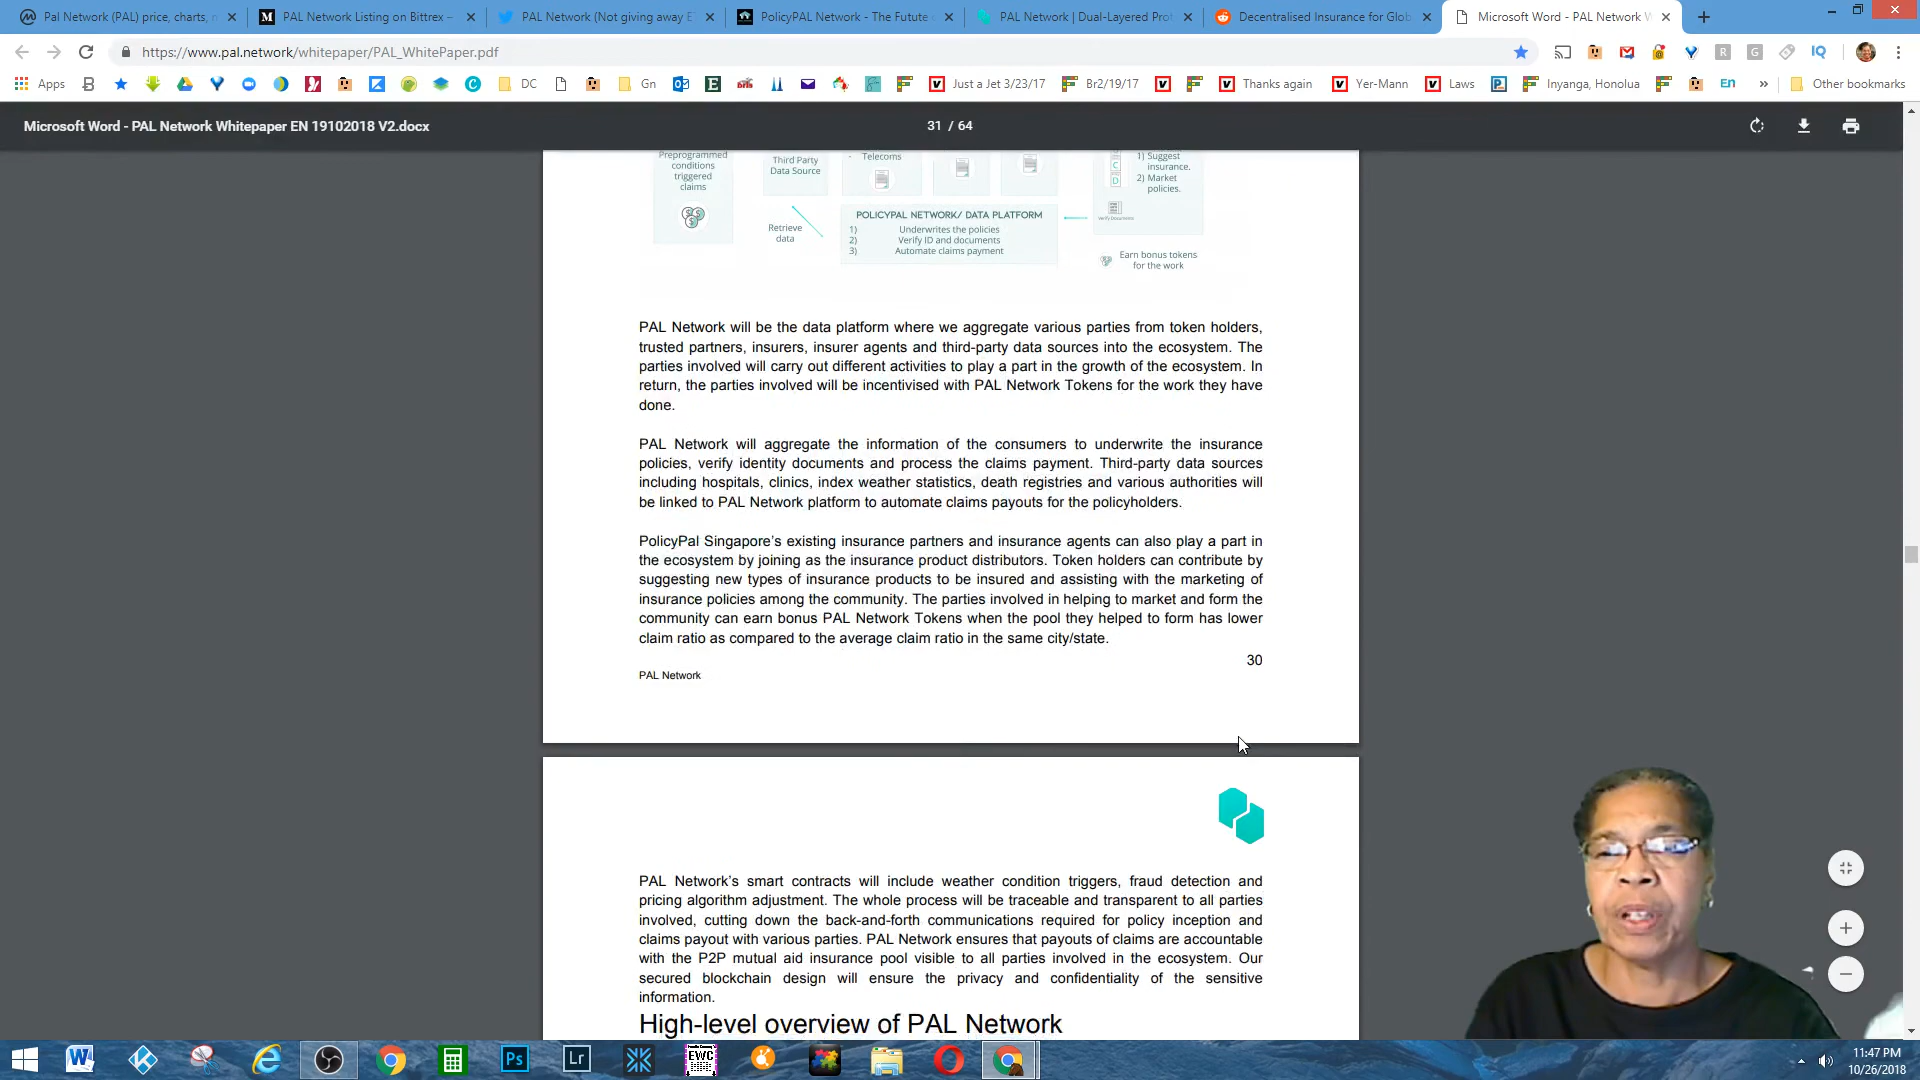 Pal Network (PAL) price, charts,
PAL Network Listing on Bittrex –
PAL Network (Not giving away E
PolicyPAL Network - The Futute
PAL Network | Dual-Layered Prot
Decentralised Insurance for Glob
Microsoft Word - PAL Network W
https://www.pal.network/whitepaper/PAL_WhitePaper.pdf
Apps
DC
Gn
Just a Jet 3/23/17
Br2/19/17
Thanks again
Yer-Mann
Laws
Inyanga, Honolua
En
Other bookmarks
Microsoft Word - PAL Network Whitepaper EN 19102018 V2.docx
31 / 64
Preprogrammed
conditions
triggered
claims
Third Party
Data Source
- Telecoms
1) Suggest
insurance.
2) Market
policies.
C
D
Verify Documents
Retrieve
data
POLICYPAL NETWORK/ DATA PLATFORM
1) Underwrites the policies
2) Verify ID and documents
3) Automate claims payment
Earn bonus tokens
for the work
PAL Network will be the data platform where we aggregate various parties from token holders,
trusted partners, insurers, insurer agents and third-party data sources into the ecosystem. The
parties involved will carry out different activities to play a part in the growth of the ecosystem. In
return, the parties involved will be incentivised with PAL Network Tokens for the work they have
done.
PAL Network will aggregate the information of the consumers to underwrite the insurance
policies, verify identity documents and process the claims payment. Third-party data sources
including hospitals, clinics, index weather statistics, death registries and various authorities will
be linked to PAL Network platform to automate claims payouts for the policyholders.
PolicyPal Singapore's existing insurance partners and insurance agents can also play a part in
the ecosystem by joining as the insurance product distributors. Token holders can contribute by
suggesting new types of insurance products to be insured and assisting with the marketing of
insurance policies among the community. The parties involved in helping to market and form the
community can earn bonus PAL Network Tokens when the pool they helped to form has lower
claim ratio as compared to the average claim ratio in the same city/state.
30
PAL Network
PAL Network's smart contracts will include weather condition triggers, fraud detection and
pricing algorithm adjustment. The whole process will be traceable and transparent to all parties
involved, cutting down the back-and-forth communications required for policy inception and
claims payout with various parties. PAL Network ensures that payouts of claims are accountable
with the P2P mutual aid insurance pool visible to all parties involved in the ecosystem. Our
secured blockchain design will ensure the privacy and confidentiality of the sensitive
information.
High-level overview of PAL Network
Ps
Lr
EWC
11:47 PM
10/26/2018